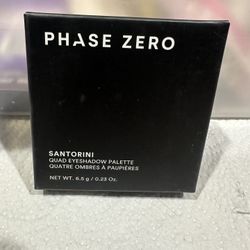 PHASE ZERO
SANTORINI
QUAD EYESHADOW PALETTE
QUATRE OMBRES À PAUPIÈRES
NET WT. 6.5 g / 0.23 Oz.